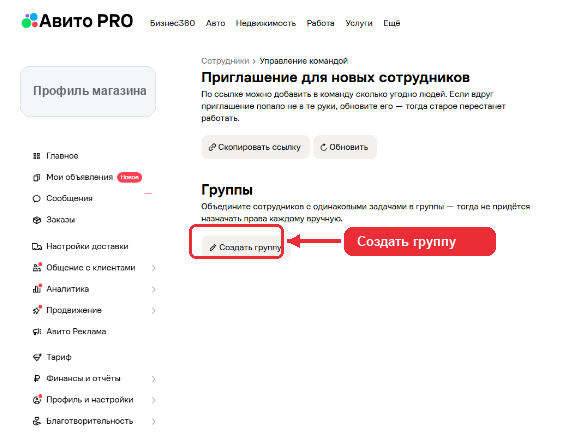 Авито PRO
Бизнес360 Авто Недвижимость Работа Услуги Ещё
Профиль магазина
Главное
Мои объявления Новое
Сообщения
Заказы
Настройки доставки
Общение с клиентами
Аналитика
Продвижение
Авито Реклама
Тариф
Финансы и отчёты
Профиль и настройки
Благотворительность
Сотрудники › Управление командой
Приглашение для новых сотрудников
По ссылке можно добавить в команду сколько угодно людей. Если вдруг
приглашение попало не в те руки, обновите его — тогда старое перестанет
работать.
Скопировать ссылку Обновить
Группы
Объедините сотрудников с одинаковыми задачами в группы — тогда не придётся
назначать права каждому вручную.
Создать группу
Создать группу